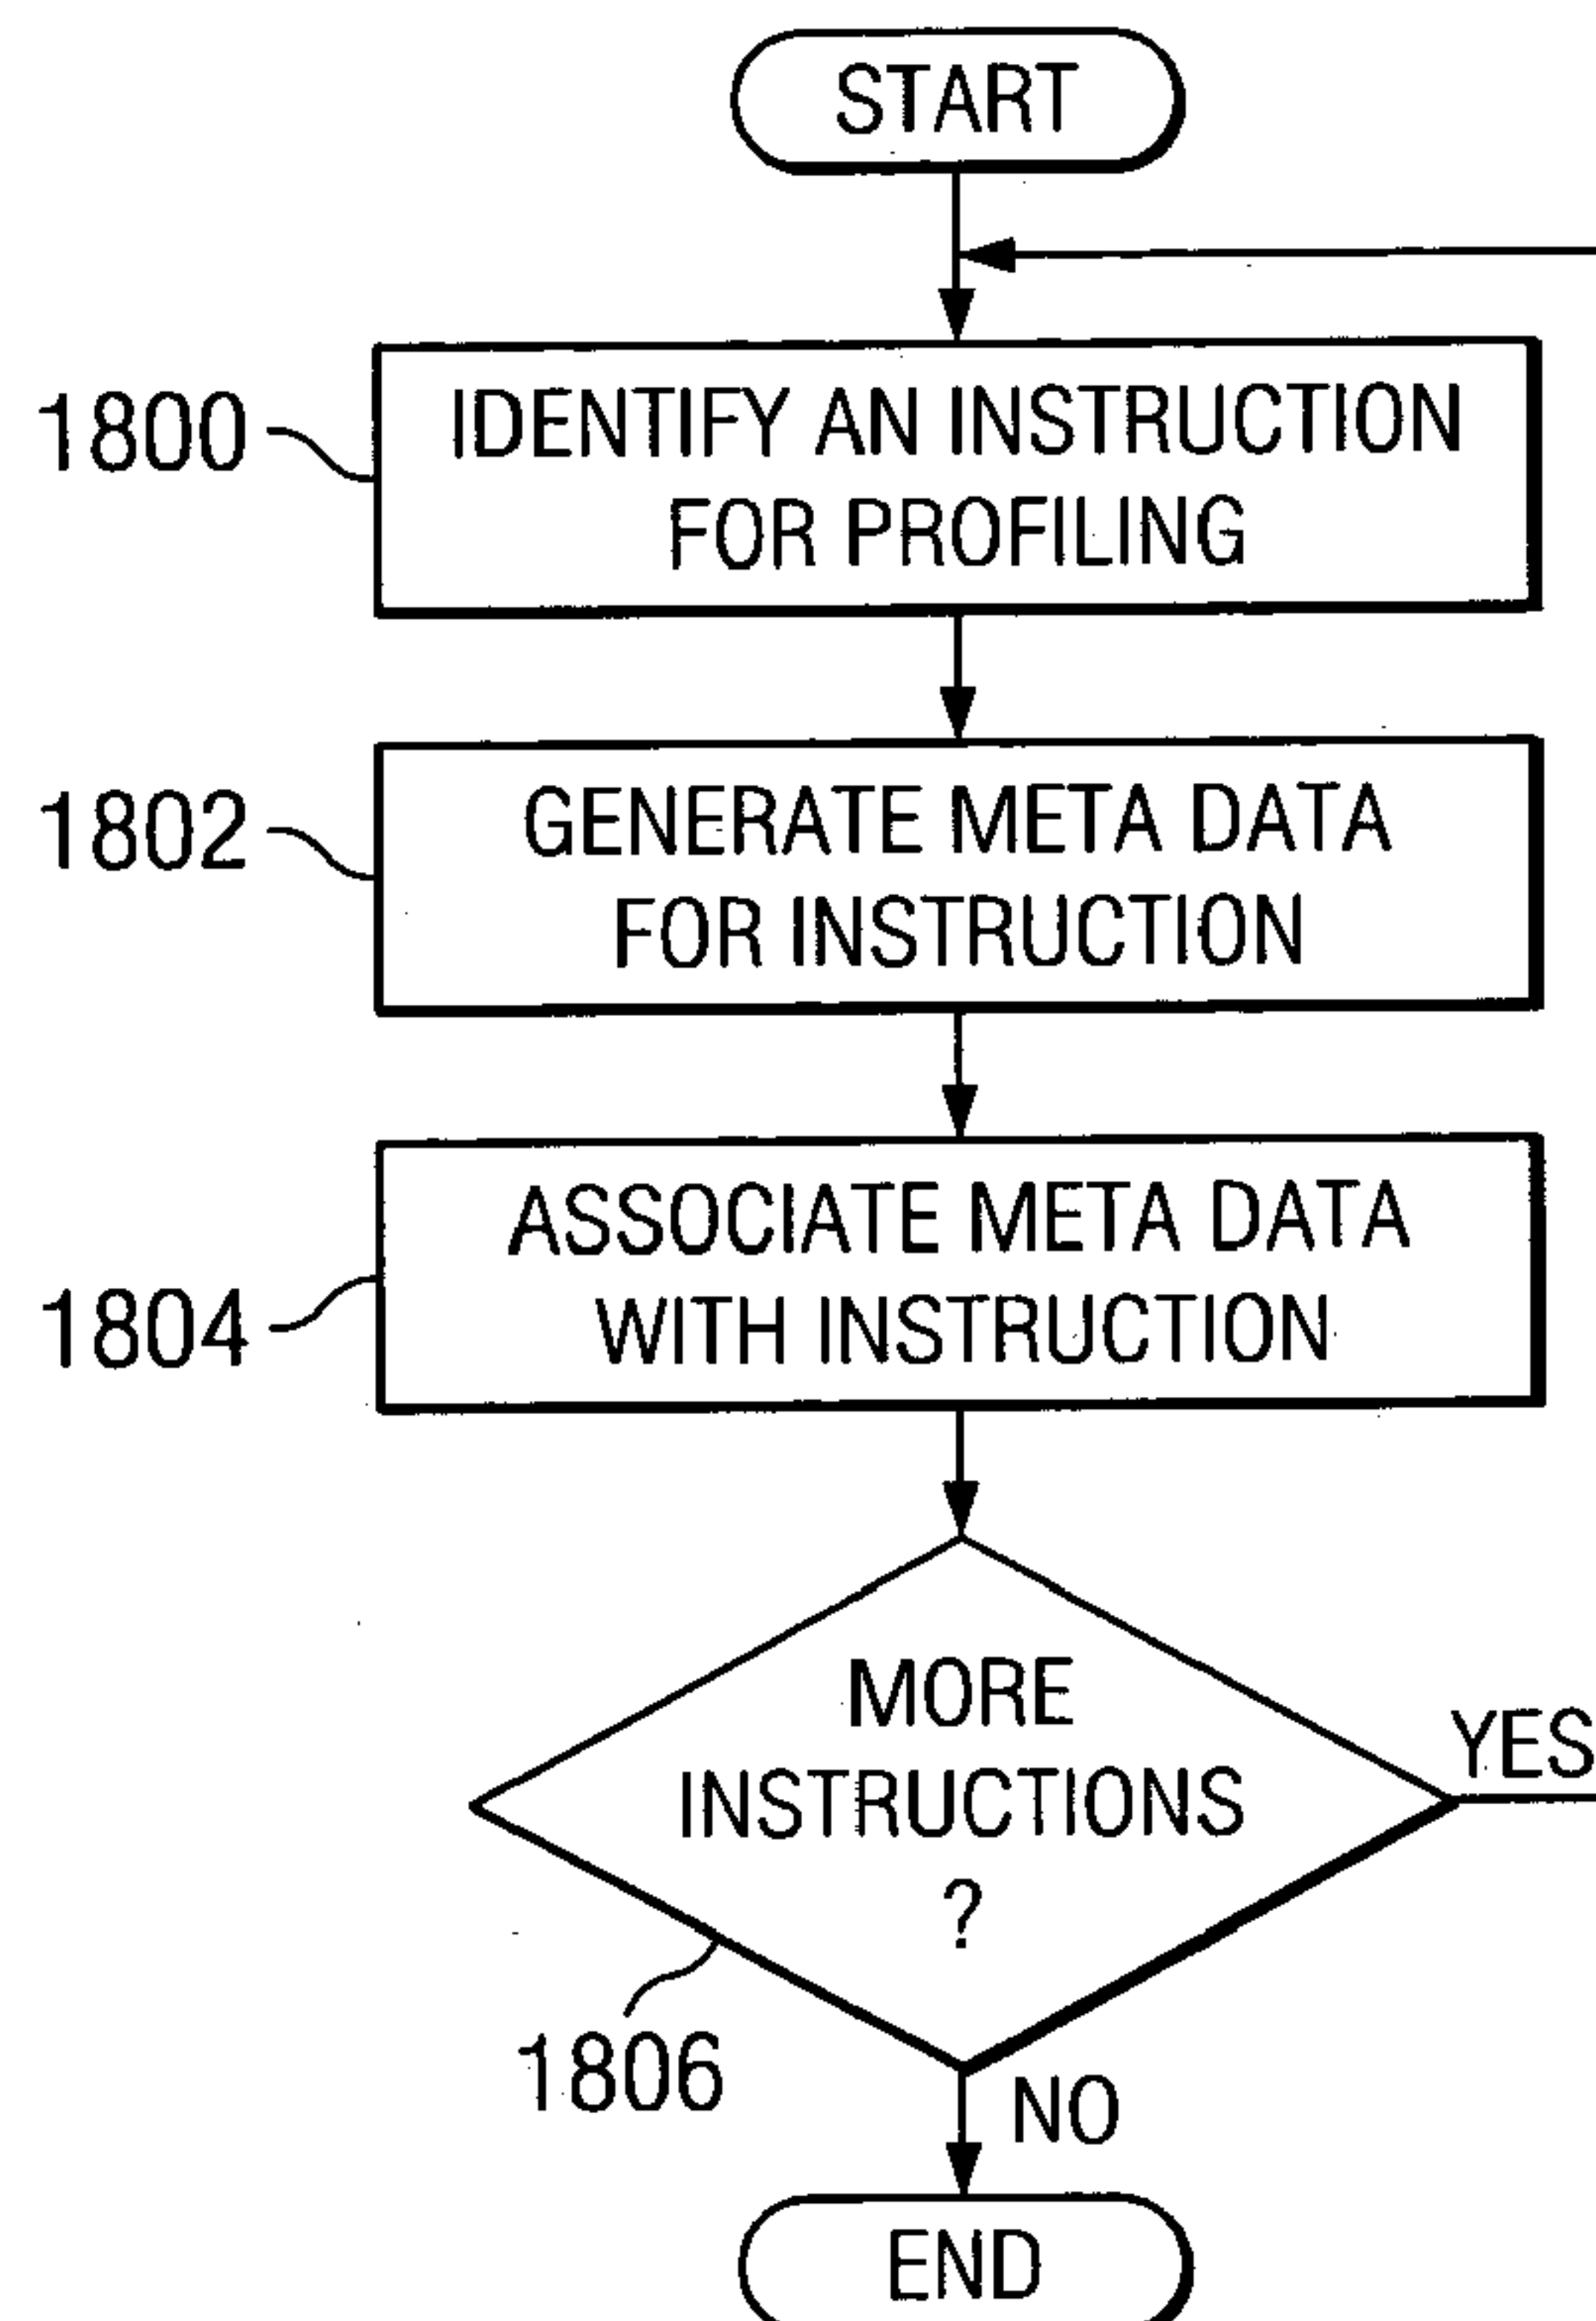 START
1800
IDENTIFY AN INSTRUCTION
FOR PROFILING
1802
GENERATE META DATA
FOR INSTRUCTION
1804
ASSOCIATE META DATA
WITH INSTRUCTION
MORE
INSTRUCTIONS
?
YES
1806
NO
END